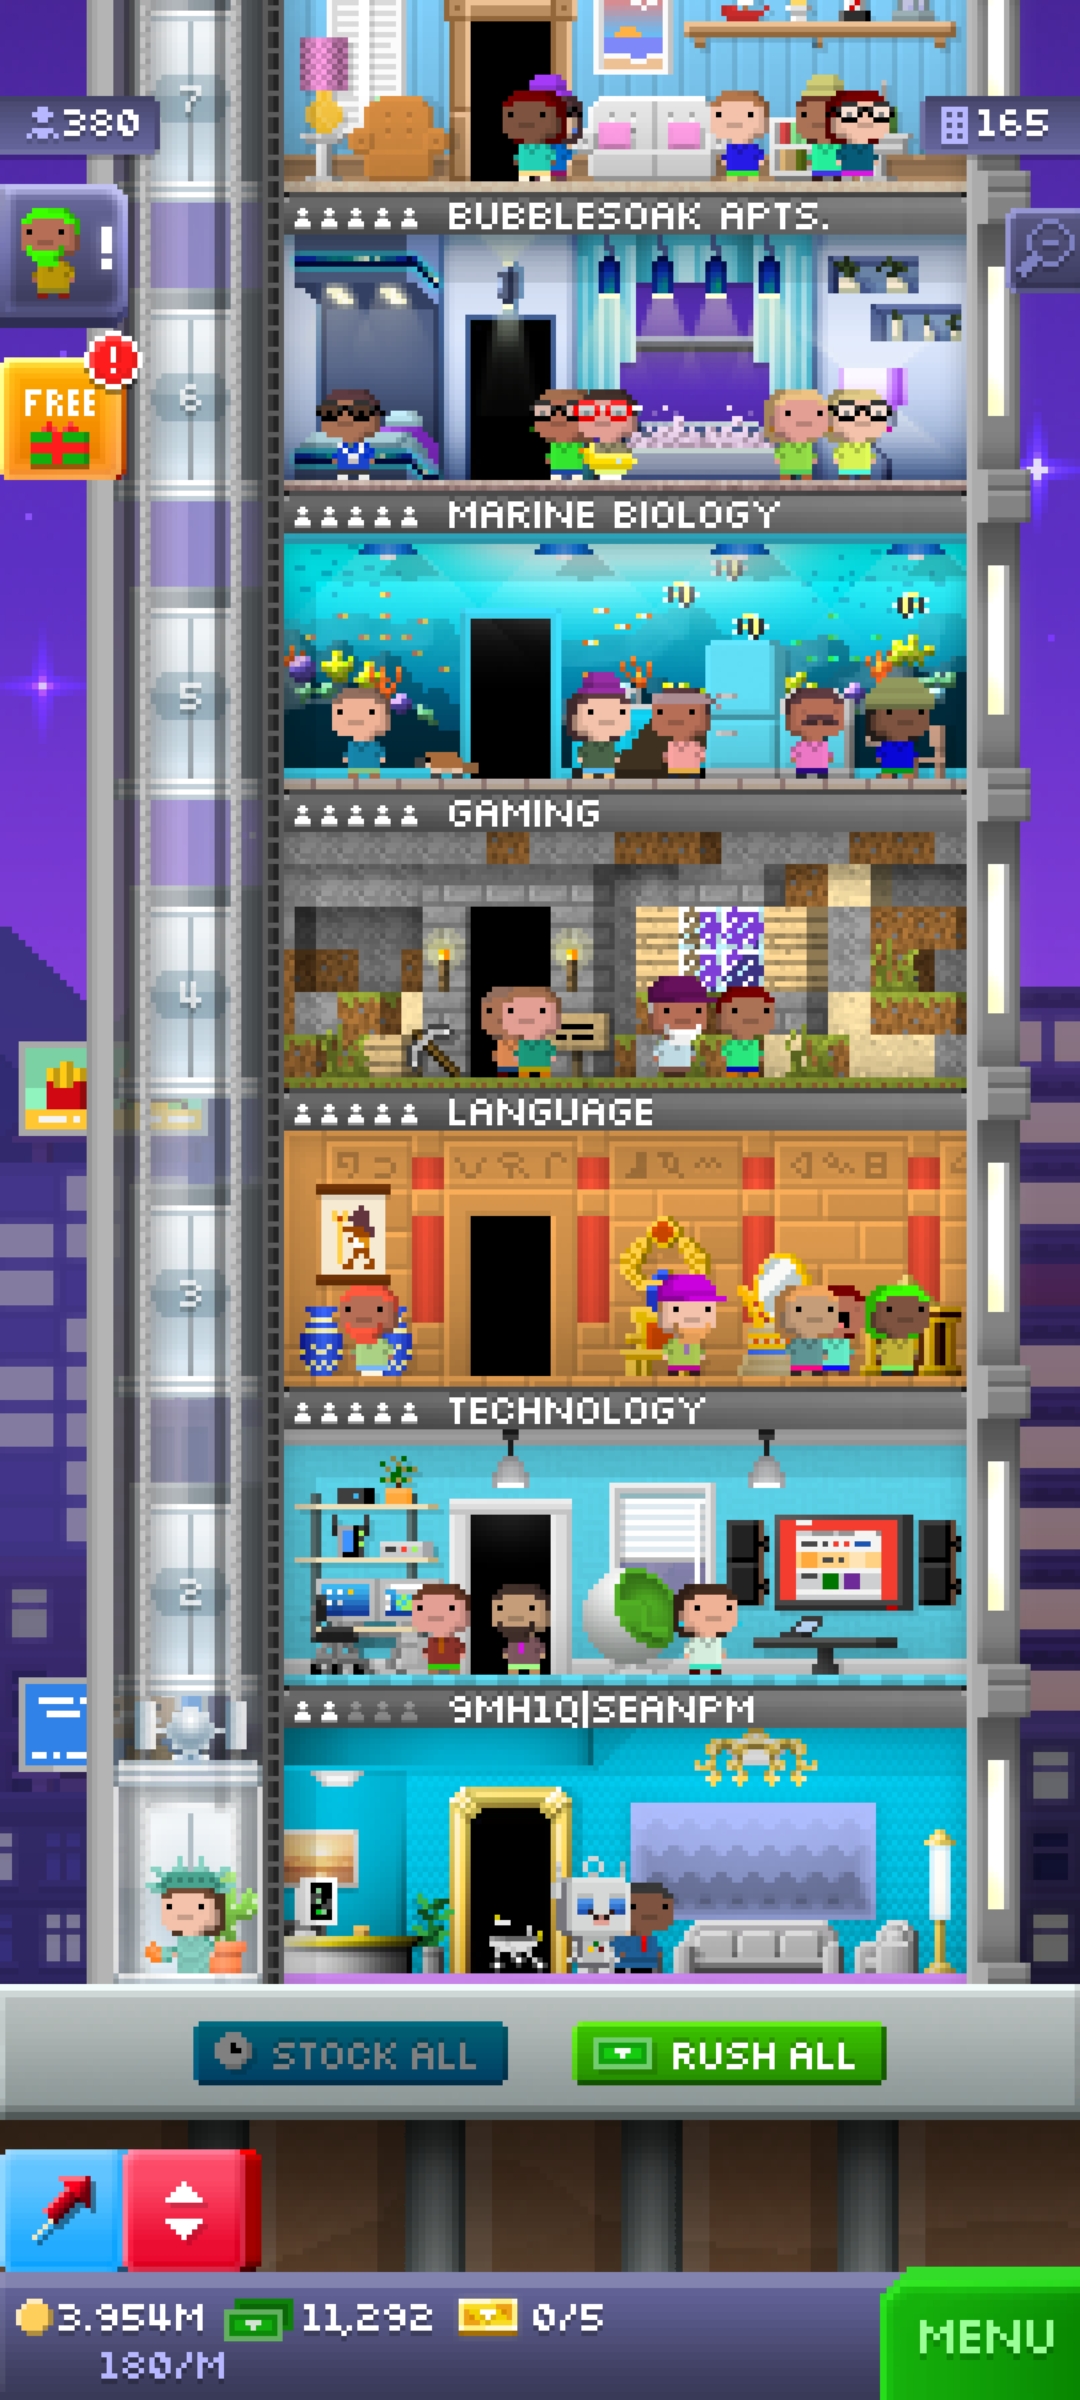 7
380
165
BUBBLESOAK APTS.
!
!
FREE
6
MARINE BIOLOGY
5
GAMING
4
LANGUAGE
3
TECHNOLOGY
2
9MH1Q|SEANPM
STOCK ALL
RUSH ALL
3.954M
11,292
0/5
180/M
MENU